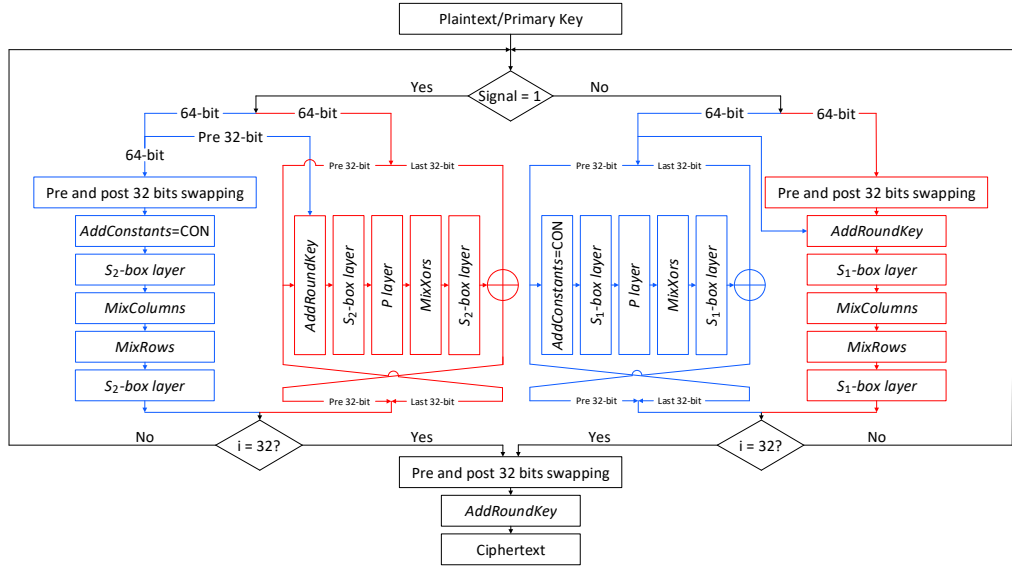 Plaintext/Primary Key
Signal = 1
Yes
No
64-bit
64-bit
64-bit
64-bit
Pre 32-bit
64-bit
Pre 32-bit
Last 32-bit
Pre 32-bit
Last 32-bit
Pre and post 32 bits swapping
AddConstants=CON
S₂-box layer
MixColumns
MixRows
S₂-box layer
AddRoundKey
S₂-box layer
P layer
MixXors
S₂-box layer
AddConstants=CON
S₁-box layer
P layer
MixXors
S₁-box layer
Pre and post 32 bits swapping
AddRoundKey
S₁-box layer
MixColumns
MixRows
S₁-box layer
Pre 32-bit
Last 32-bit
Pre 32-bit
Last 32-bit
No
i = 32?
Yes
Yes
i = 32?
No
Pre and post 32 bits swapping
AddRoundKey
Ciphertext